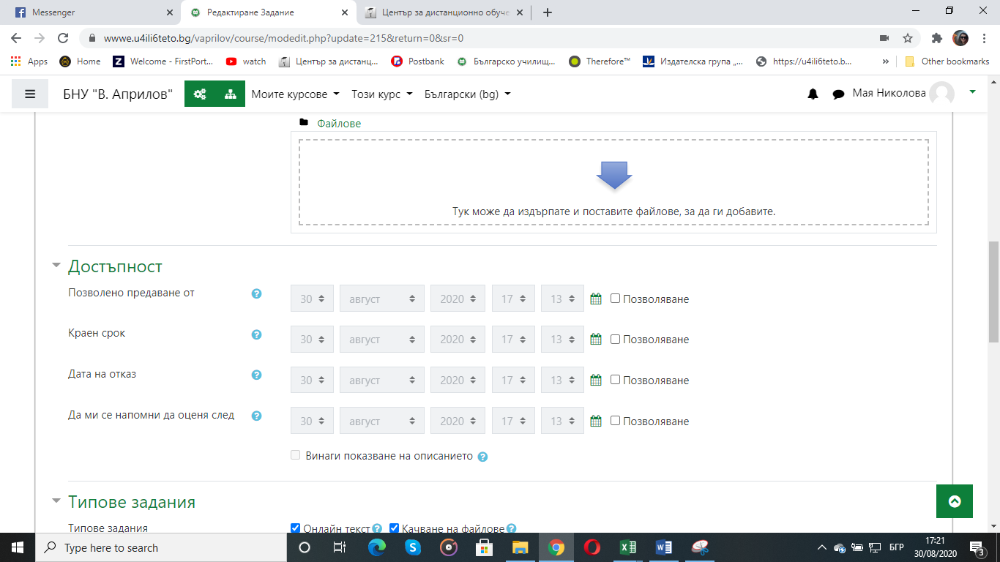 Messenger
Редактиране Задание
Център за дистанционно обуче
wwwe.u4ili6teto.bg/vaprilov/course/modedit.php?update=215&return=0&sr=0
Apps Home Welcome - FirstPort... watch Център за дистанц... Postbank Българско училищ... Therefore™ Издателска група „... https://u4ili6teto.b... » Other bookmarks
БНУ "В. Априлов" Моите курсове Този курс Български (bg) Мая Николова
Файлове
Тук може да издърпате и поставите файлове, за да ги добавите.
Достъпност
Позволено предаване от 30 август 2020 17 13 Позволяване
Краен срок 30 август 2020 17 13 Позволяване
Дата на отказ 30 август 2020 17 13 Позволяване
Да ми се напомни да оценя след 30 август 2020 17 13 Позволяване
Винаги показване на описанието
Типове задания
Типове задания Онлайн текст Качване на файлове
Type here to search
БГР
17:21
30/08/2020
3